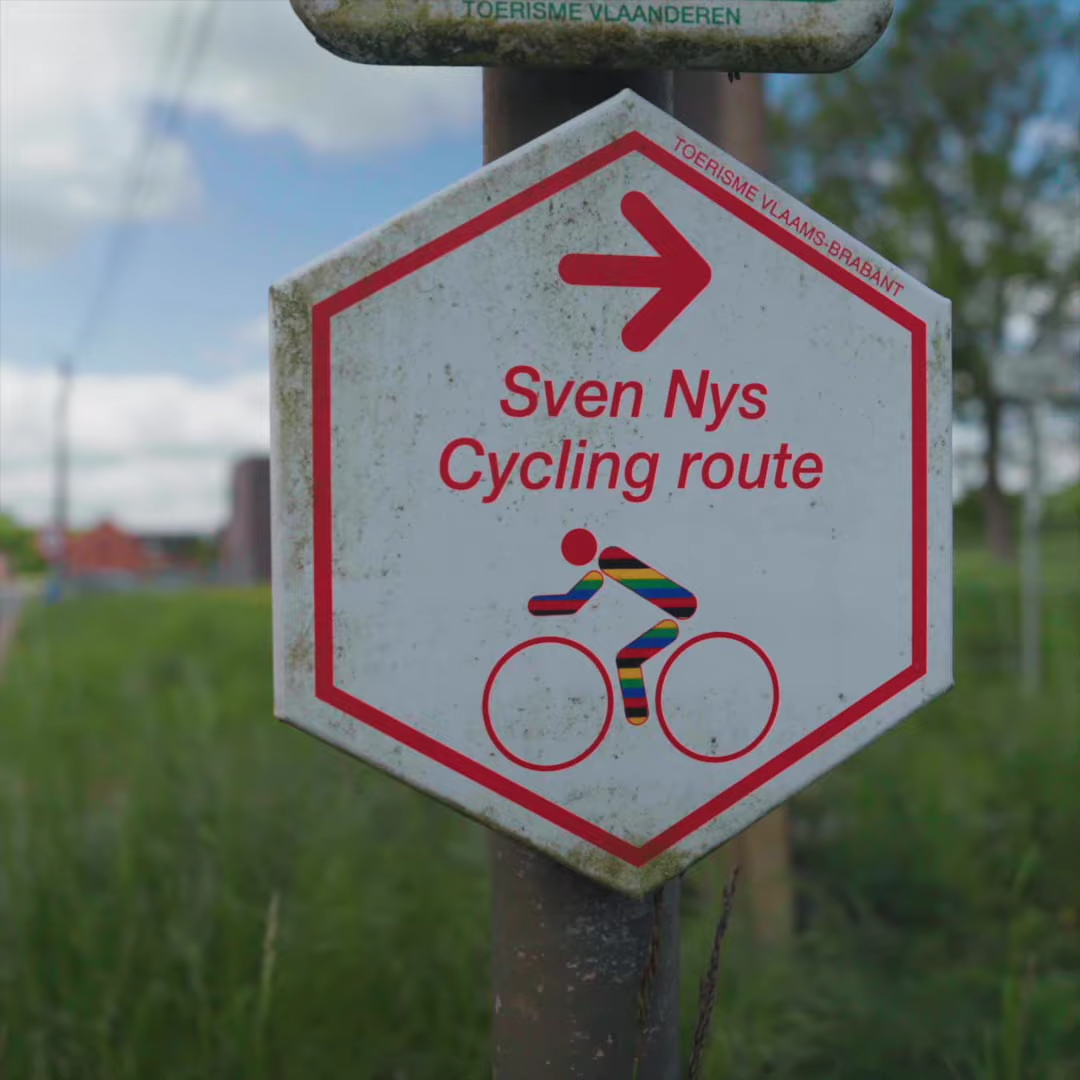 TOERISME VLAANDEREN
TOERISME VLAAMS-BRABANT
Sven Nys
Cycling route